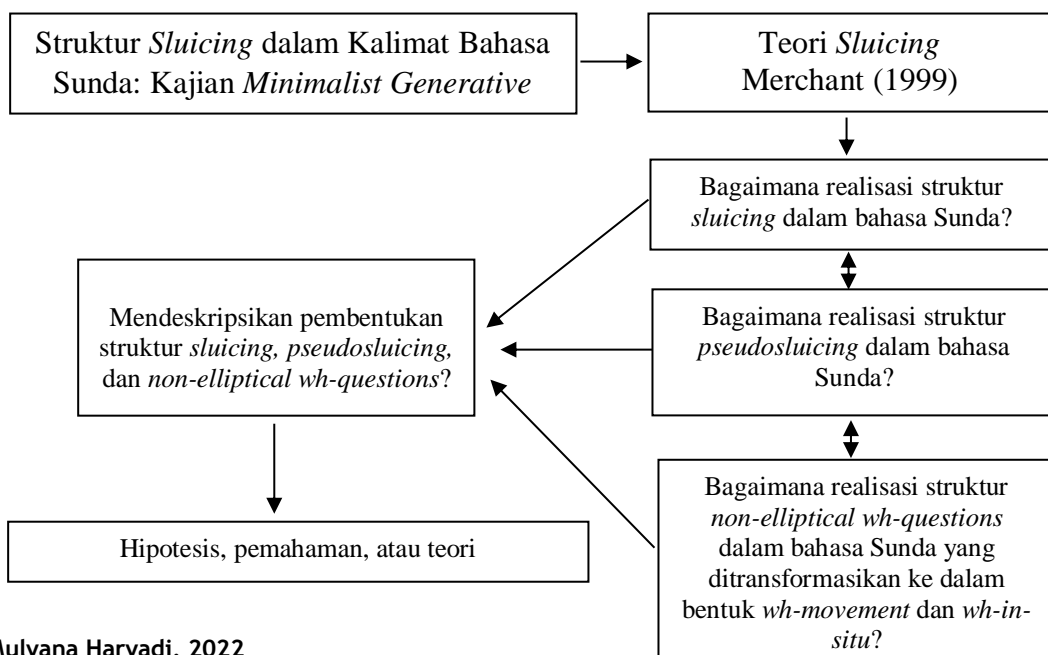 Struktur Sluicing dalam Kalimat Bahasa
Sunda: Kajian Minimalist Generative
Teori Sluicing
Merchant (1999)
Bagaimana realisasi struktur
sluicing dalam bahasa Sunda?
Bagaimana realisasi struktur
pseudosluicing dalam bahasa
Sunda?
Mendeskripsikan pembentukan
struktur sluicing, pseudosluicing,
dan non-elliptical wh-questions?
Bagaimana realisasi struktur
non-elliptical wh-questions
dalam bahasa Sunda yang
ditransformasikan ke dalam
bentuk wh-movement dan wh-in-
situ?
Hipotesis, pemahaman, atau teori
Mulyana Haryadi, 2022